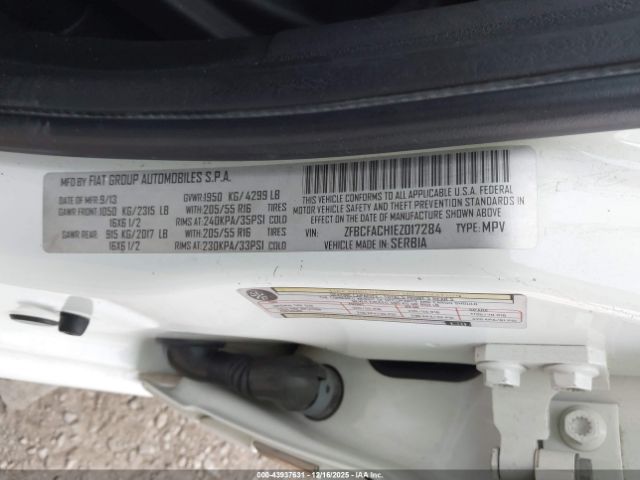 MFD BY FIAT GROUP AUTOMOBILES S.P.A.
DATE OF MFR 9/13 GVWR: 1950 KG/ 4299 LB
GAWR FRONT: 1050 KG/ 2315 LB WITH 205/55 R16 TIRES
16X6 1/2 RIMS AT: 240KPA/ 35PSI COLD
GAWR REAR: 915 KG/ 2017 LB WITH 205/55 R16 TIRES
16X6 1/2 RIMS AT: 230KPA/ 33PSI COLD
THIS VEHICLE CONFORMS TO ALL APPLICABLE U.S.A. FEDERAL
MOTOR VEHICLE SAFETY AND THEFT PREVENTION STANDARDS IN
EFFECT ON THE DATE OF MANUFACTURE SHOWN ABOVE
VIN: ZFBCFACH1EZ017284 TYPE: MPV
VEHICLE MADE IN: SERBIA
000-43937631 - 12/16/2025 - IAA HOUSTON